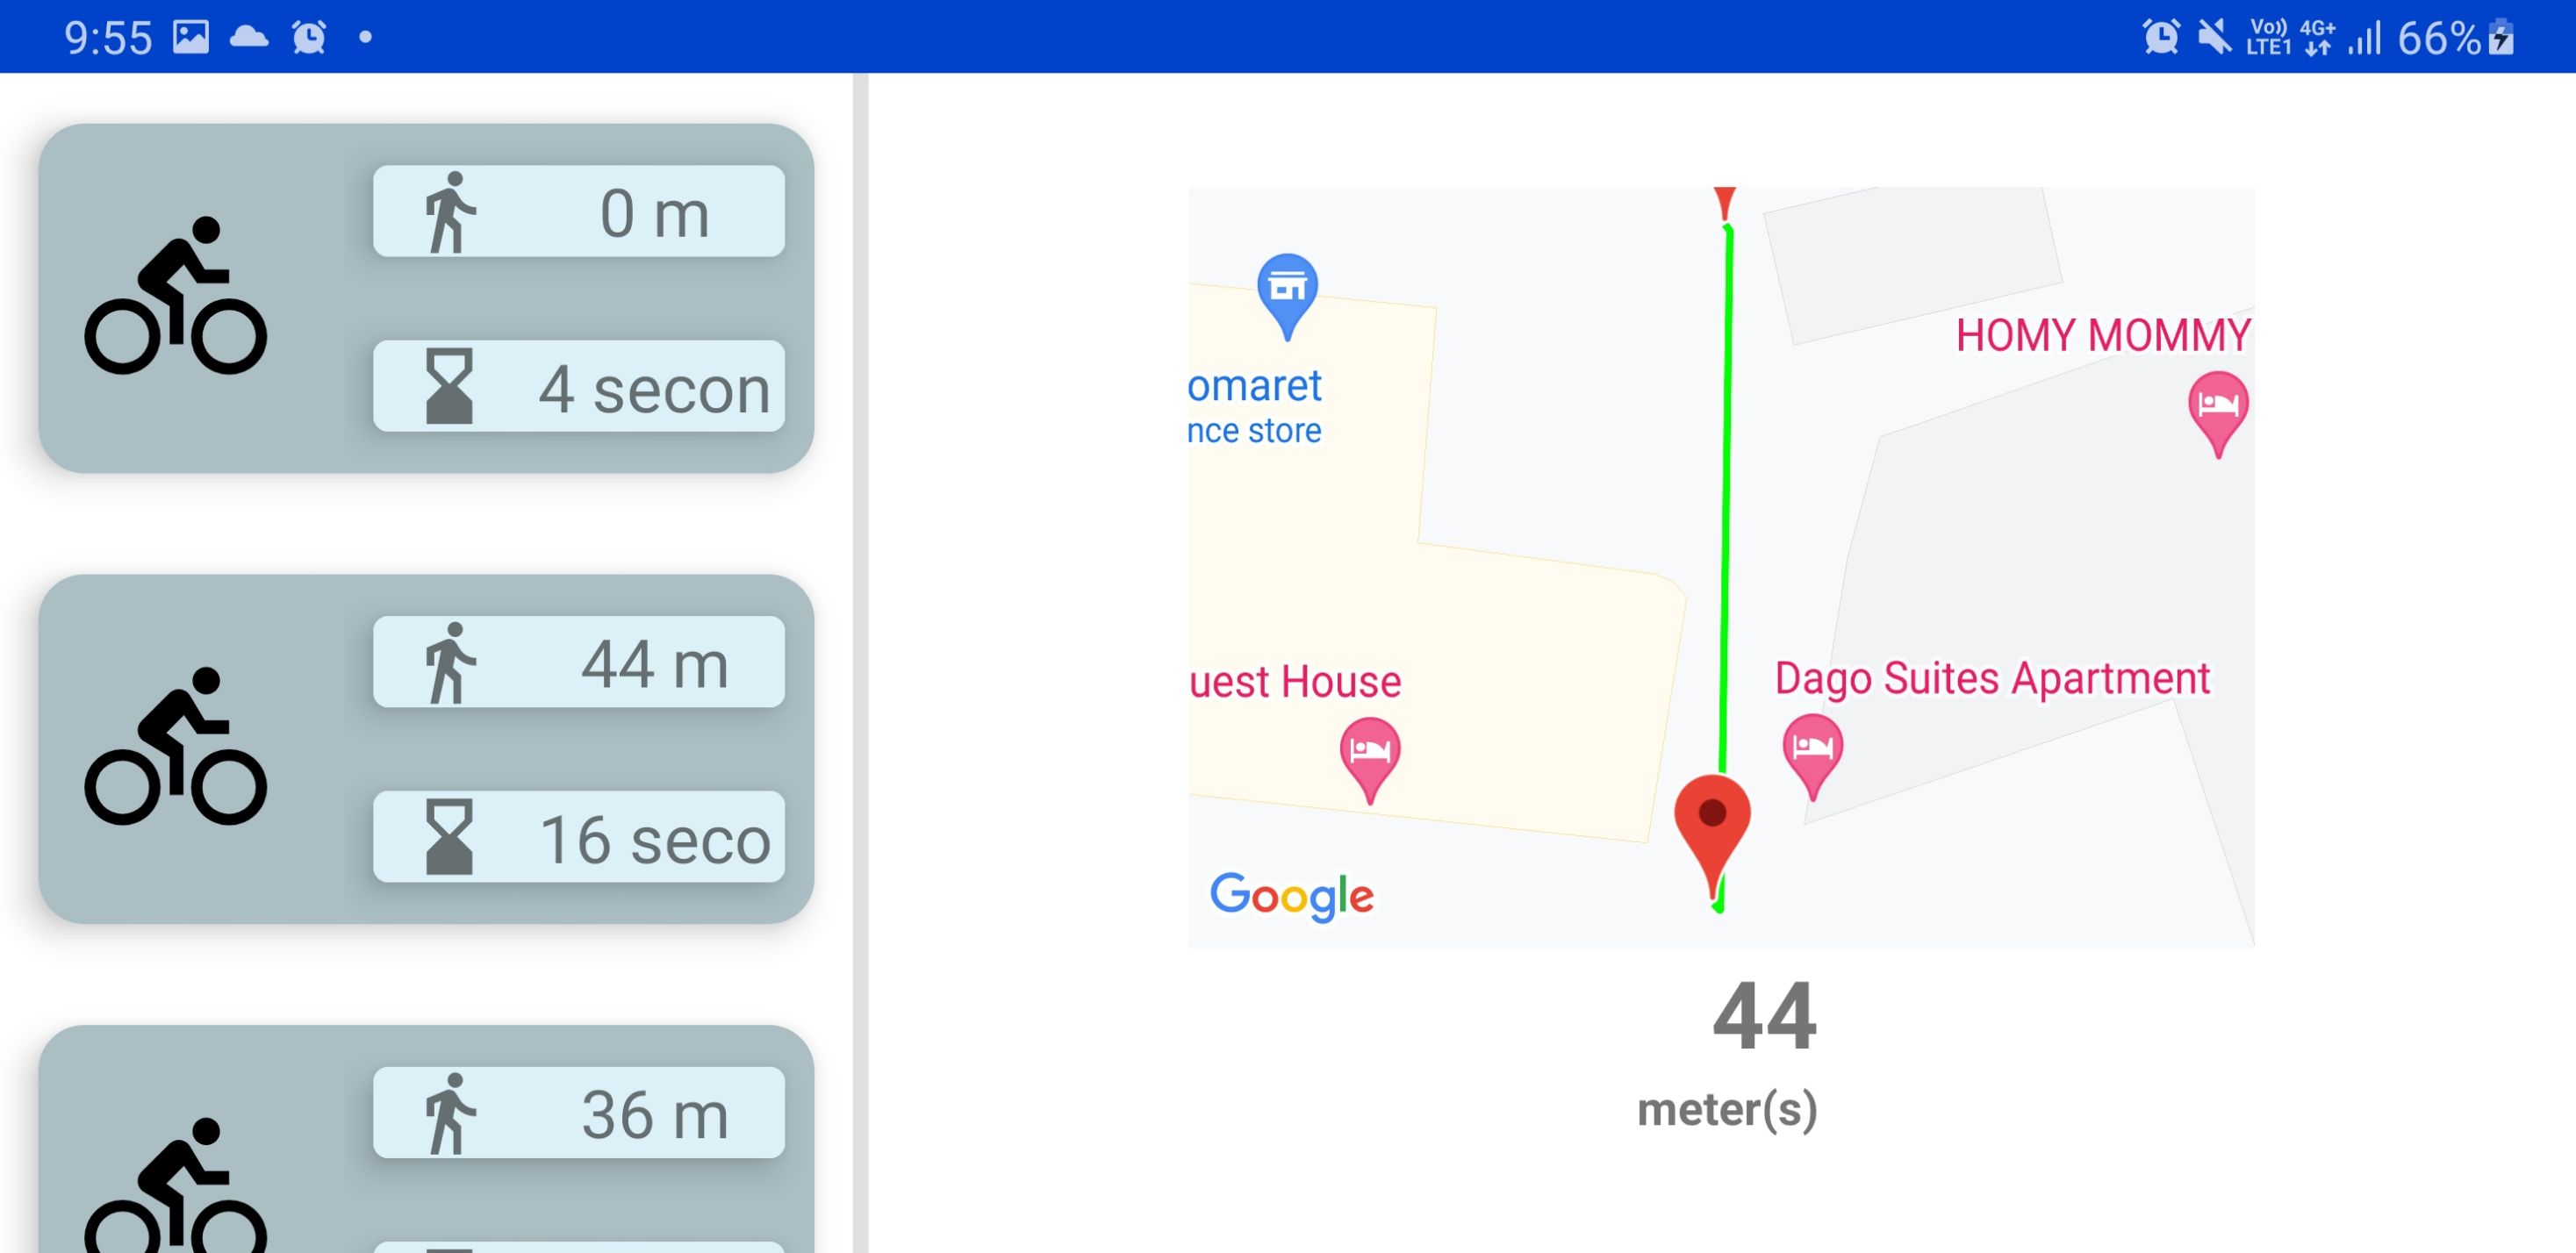 9:55
Vo)) LTE1 4G+ 66%
0 m
4 secon
44 m
16 seco
36 m
omaret
nce store
HOMY MOMMY
uest House
Dago Suites Apartment
Google
44
meter(s)